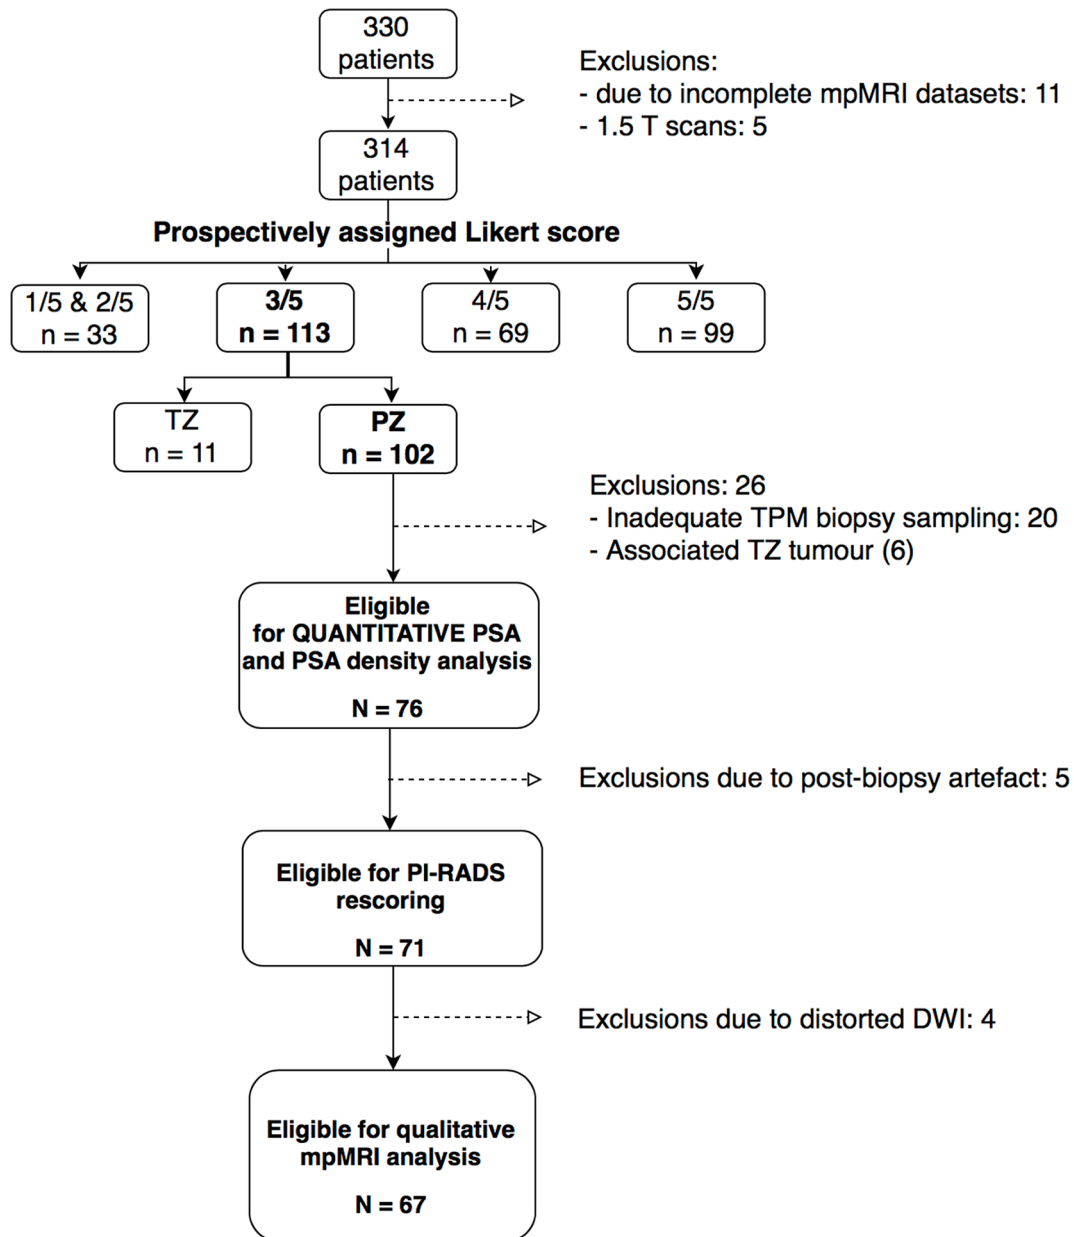 330
patients
Exclusions:
- due to incomplete mpMRI datasets: 11
- 1.5 T scans: 5
314
patients
Prospectively assigned Likert score
1/5 & 2/5
n = 33
3/5
n = 113
4/5
n = 69
5/5
n = 99
TZ
n = 11
PZ
n = 102
Exclusions: 26
- Inadequate TPM biopsy sampling: 20
- Associated TZ tumour (6)
Eligible
for QUANTITATIVE PSA
and PSA density analysis
N = 76
Exclusions due to post-biopsy artefact: 5
Eligible for PI-RADS
rescoring
N = 71
Exclusions due to distorted DWI: 4
Eligible for qualitative
mpMRI analysis
N = 67